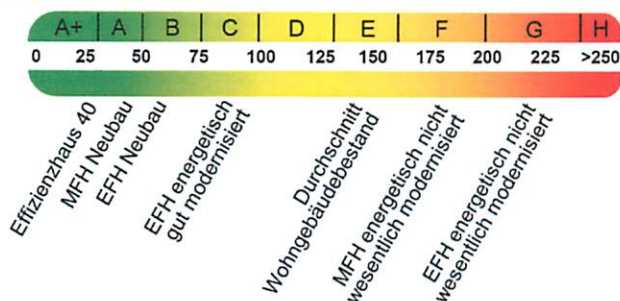 A+ A B C D E F G H
0 25 50 75 100 125 150 175 200 225 >250
Effizienzhaus 40
MFH Neubau
EFH Neubau
EFH energetisch
gut modernisiert
Durchschnitt
Wohngebäudebestand
MFH energetisch nicht
wesentlich modernisiert
EFH energetisch nicht
wesentlich modernisiert